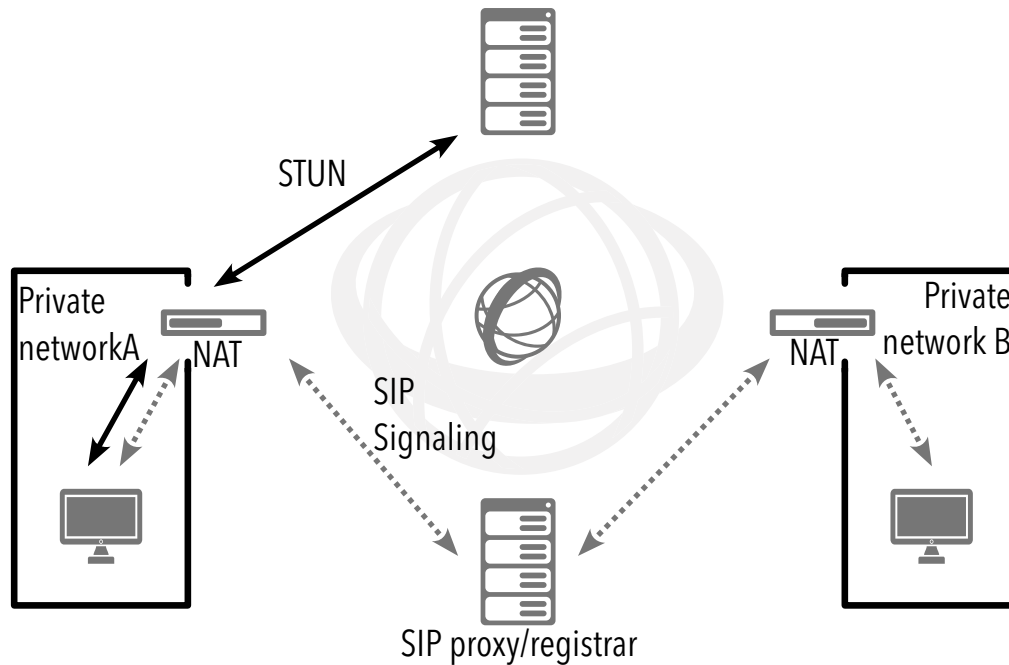 STUN
Private
networkA
NAT
SIP
Signaling
Private
network B
NAT
SIP proxy/registrar